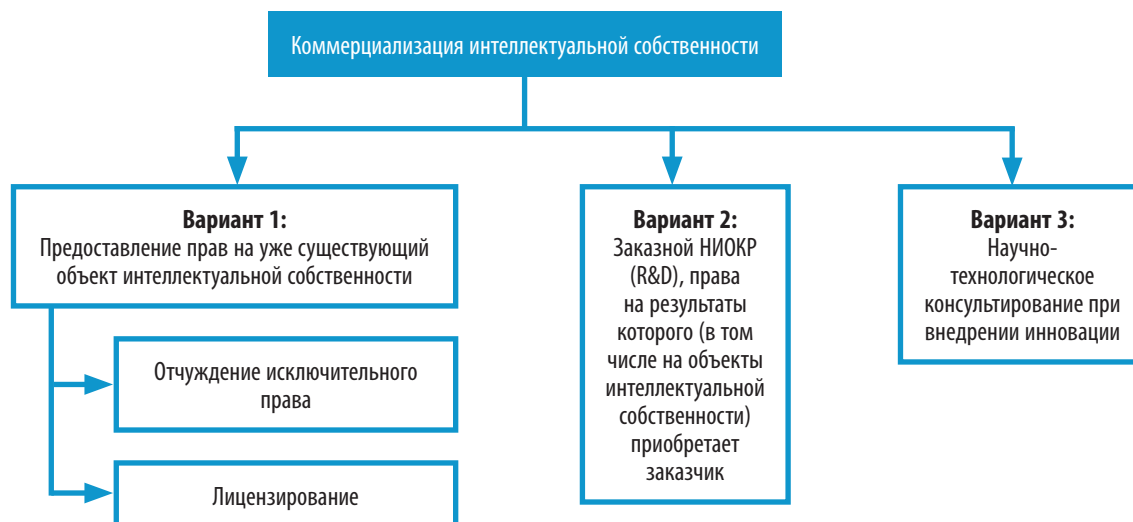 Коммерциализация интеллектуальной собственности
Вариант 1:
Предоставление прав на уже существующий
объект интеллектуальной собственности
Отчуждение исключительного
права
Лицензирование
Вариант 2:
Заказной НИОКР
(R&D), права
на результаты
которого (в том
числе на объекты
интеллектуальной
собственности)
приобретает
заказчик
Вариант 3:
Научно-
технологическое
консультирование при
внедрении инновации